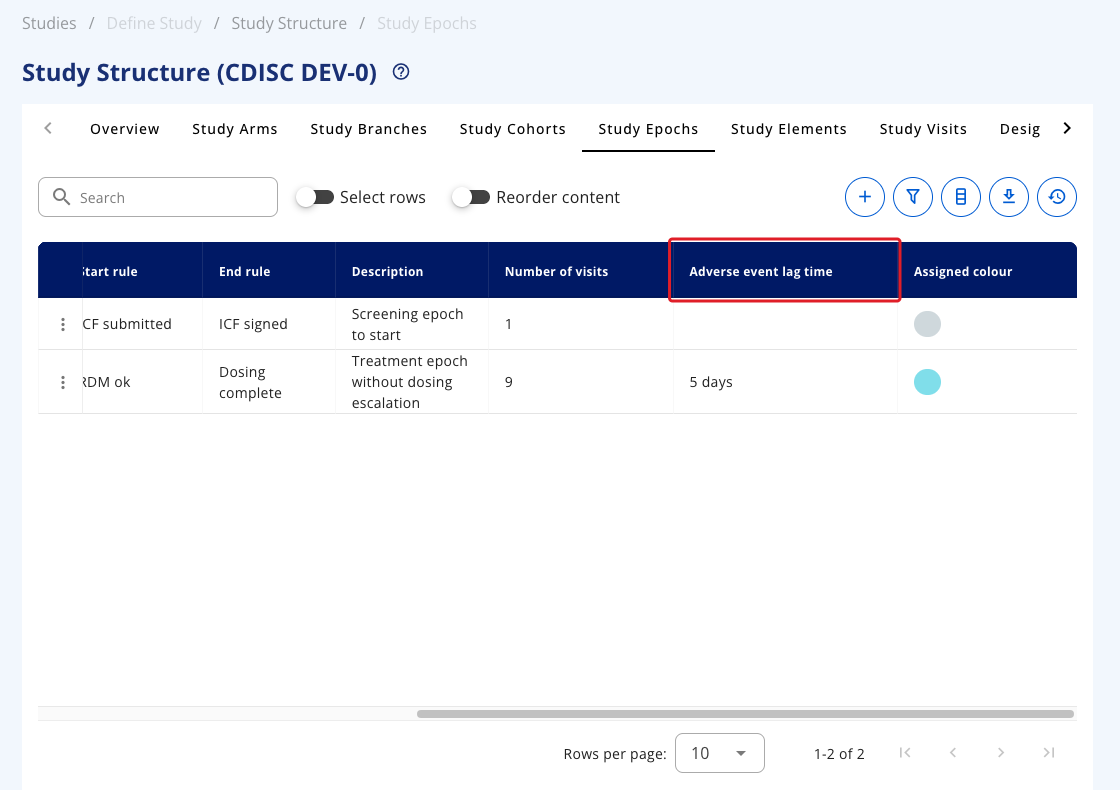 Studies / Define Study / Study Structure / Study Epochs
Study Structure (CDISC DEV-0)
Overview Study Arms Study Branches Study Cohorts Study Epochs Study Elements Study Visits Desig
Search Select rows Reorder content
Start rule End rule Description Number of visits Adverse event lag time Assigned colour
CF submitted ICF signed Screening epoch 1
to start
RDM ok Dosing Treatment epoch 9 5 days
complete without dosing
escalation
Rows per page: 10 1-2 of 2